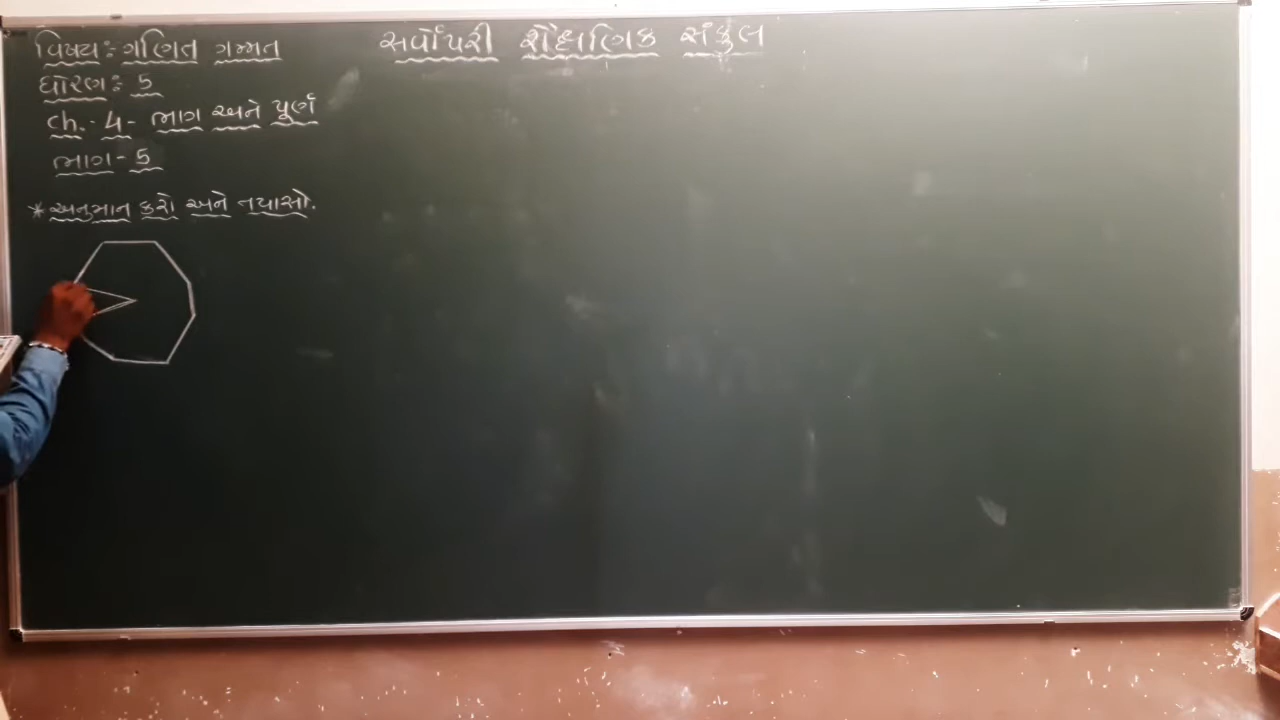 સર્વોપરી શૈક્ષણિક સંકુલ
વિષય: ગણિત ગમ્મત
ધોરણ: 5
ch. - 4 - ભાગ અને પૂર્ણ
ભાગ - 5
* અનુમાન કરો અને તપાસો.